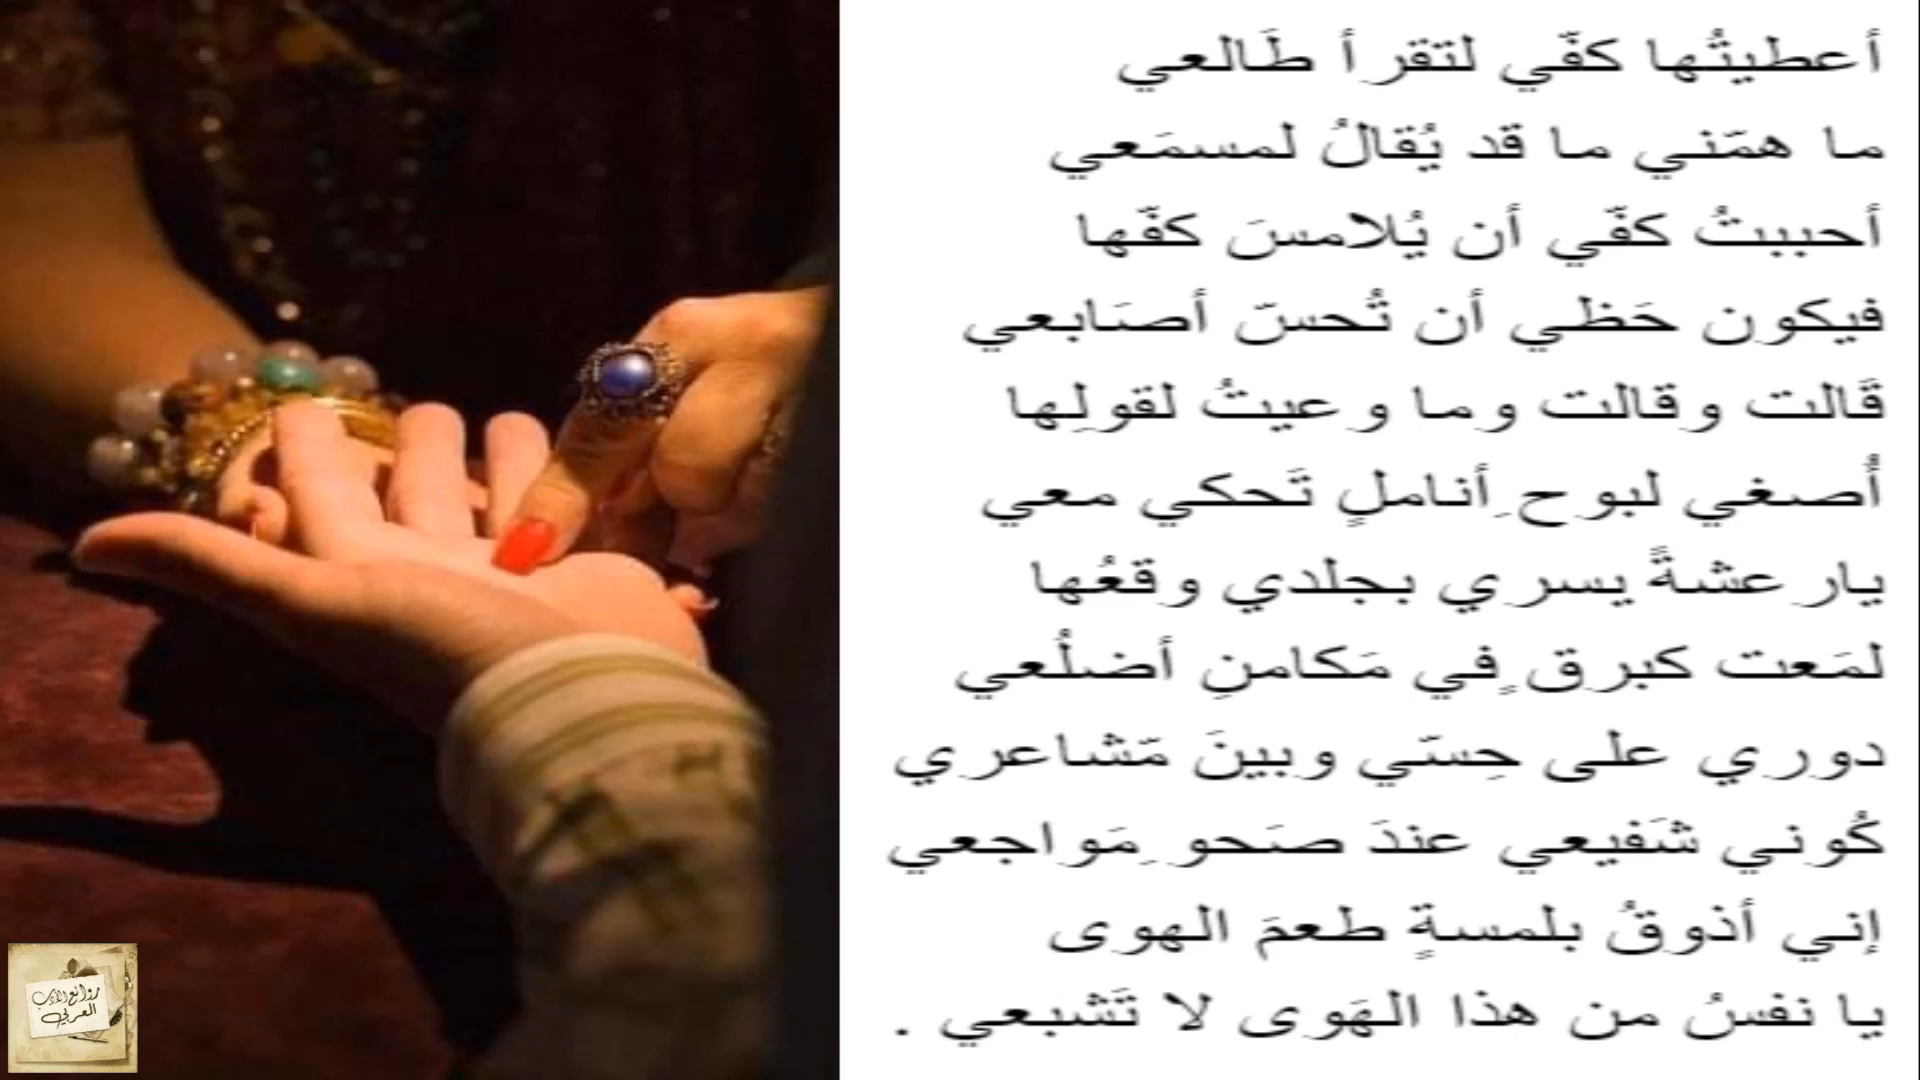 أعطيتُها كفّي لتقرأ طَالعي
ما همّني ما قد يُقالُ لمسمَعي
أحببتُ كفّي أن يُلامسَ كفّها
فيكون حَظي أن تُحسّ أصَابعي
قَالت وقالت وما وعيتُ لقولِها
أُصغي لبوحِ أناملٍ تَحكي معي
يارعشةً يسري بجلدي وقعُها
لمَعت كبرقٍ في مَكامنِ أضلُعي
دوري على حِسّي وبينَ مّشاعري
كُوني شَفيعي عندَ صَحوِ مَواجعي
إني أذوقُ بلمسةٍ طعمَ الهوى
يا نفسُ من هذا الهَوى لا تَشبعي .
روائع الأدب
العربي